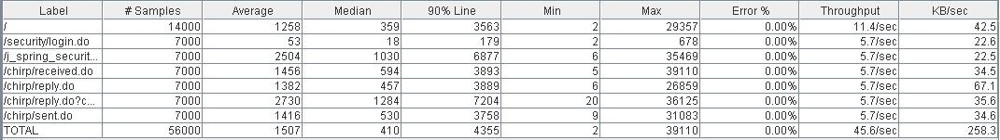 Label # Samples Average Median 90% Line Min Max Error % Throughput KB/sec
/ 14000 1258 359 3563 2 29357 0.00% 11.4/sec 42.5
/security/login.do 7000 53 18 179 2 678 0.00% 5.7/sec 22.6
/j_spring_securit... 7000 2504 1030 6877 6 35469 0.00% 5.7/sec 22.5
/chirp/received.do 7000 1456 594 3893 5 39110 0.00% 5.7/sec 34.5
/chirp/reply.do 7000 1382 457 3889 6 26859 0.00% 5.7/sec 67.1
/chirp/reply.do?c... 7000 2730 1284 7204 20 36125 0.00% 5.7/sec 35.6
/chirp/sent.do 7000 1416 530 3758 9 31083 0.00% 5.7/sec 34.6
TOTAL 56000 1507 410 4355 2 39110 0.00% 45.6/sec 258.3